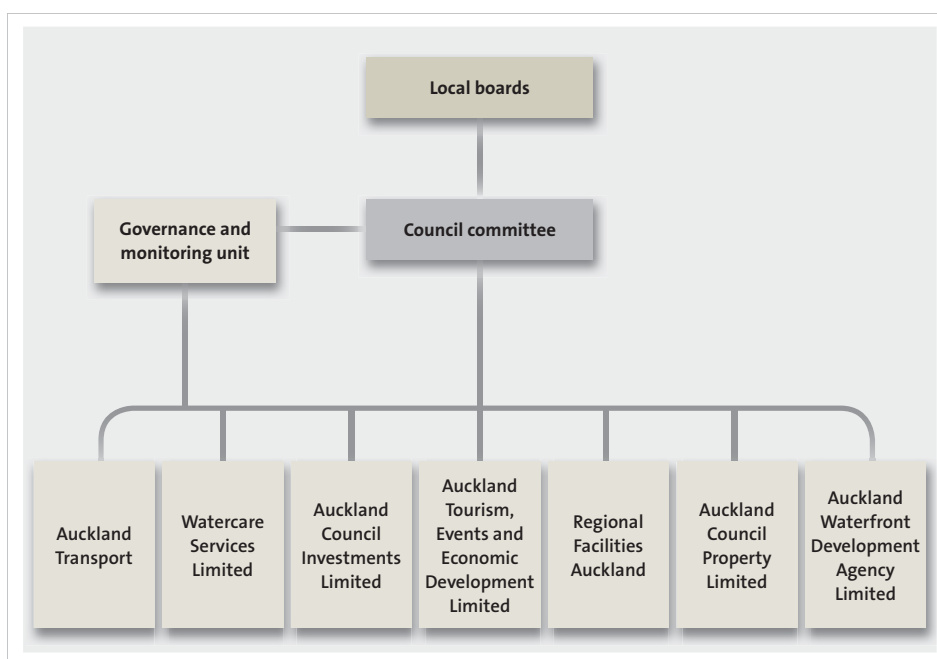 Local boards
Governance and
monitoring unit
Council committee
Auckland
Transport
Watercare
Services
Limited
Auckland
Council
Investments
Limited
Auckland
Tourism,
Events and
Economic
Development
Limited
Regional
Facilities
Auckland
Auckland
Council
Property
Limited
Auckland
Waterfront
Development
Agency
Limited